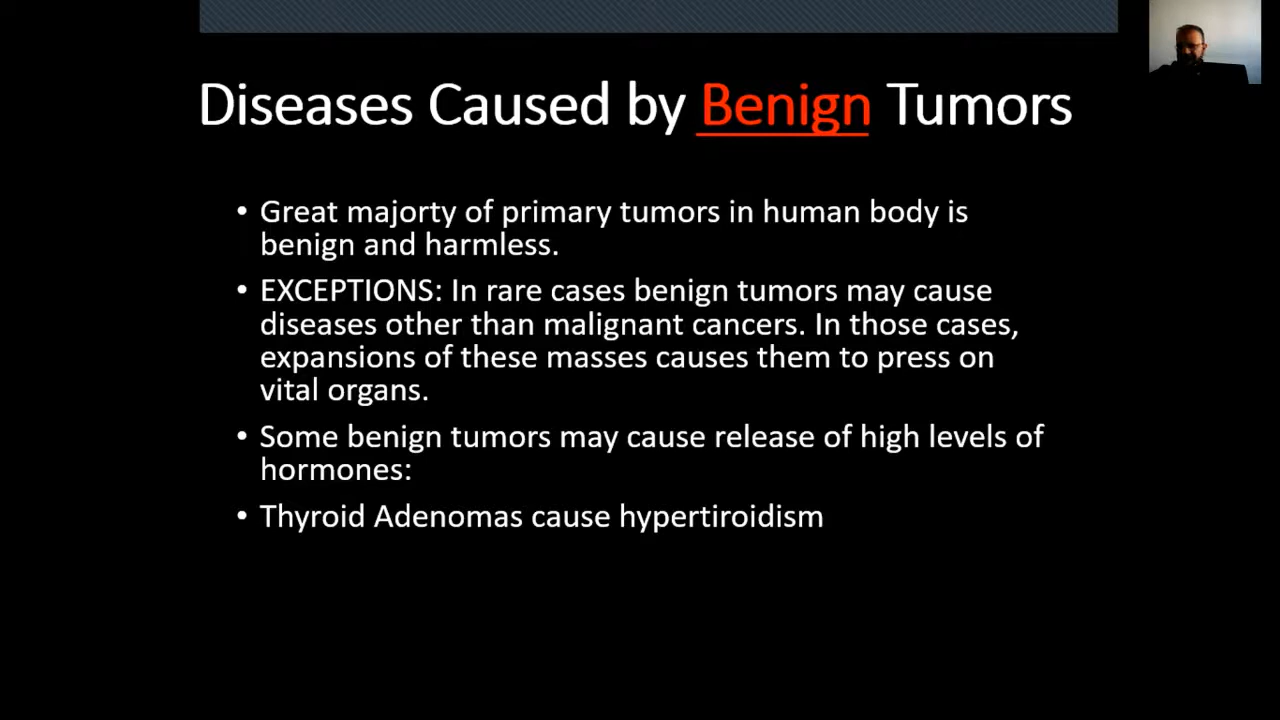 Diseases Caused by Benign Tumors
• Great majorty of primary tumors in human body is
benign and harmless.
• EXCEPTIONS: In rare cases benign tumors may cause
diseases other than malignant cancers. In those cases,
expansions of these masses causes them to press on
vital organs.
• Some benign tumors may cause release of high levels of
hormones:
• Thyroid Adenomas cause hypertiroidism